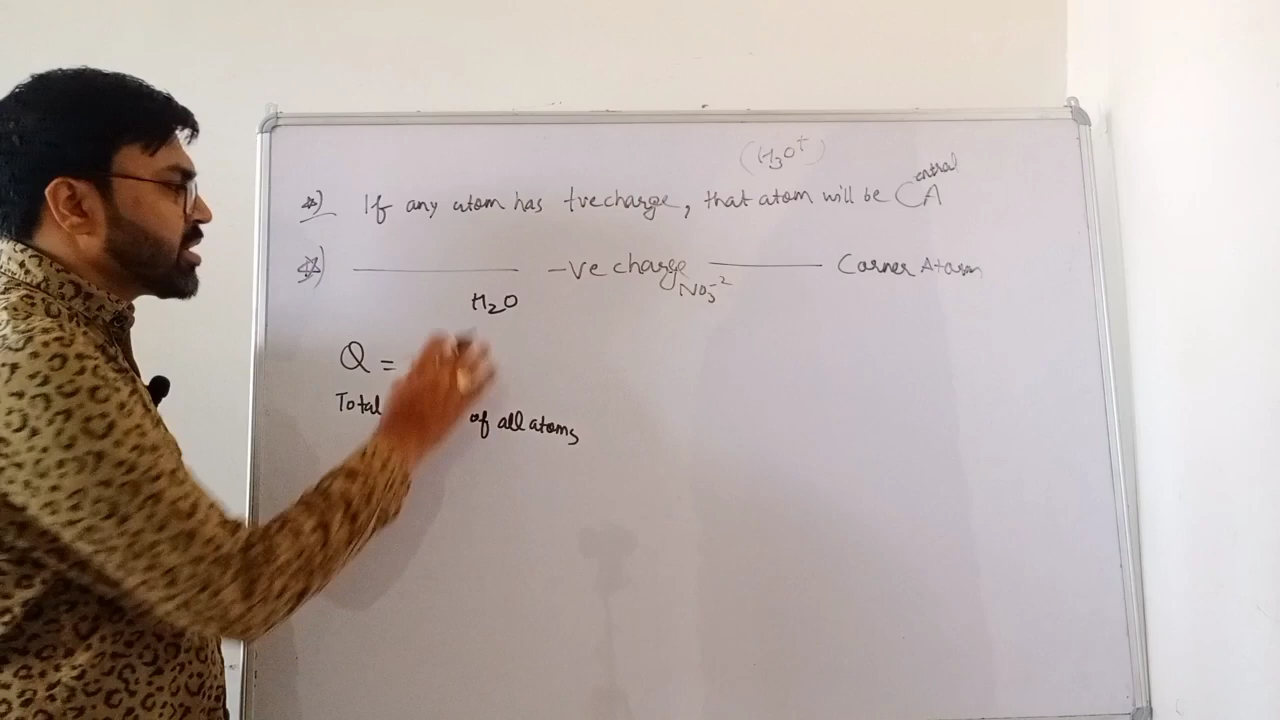 (H₃O⁺)
*) If any atom has +ve charge, that atom will be Central A
*) ———— -ve charge ———— Corner Atom
NO₃⁻²
H₂O
Q =
Total of all atoms